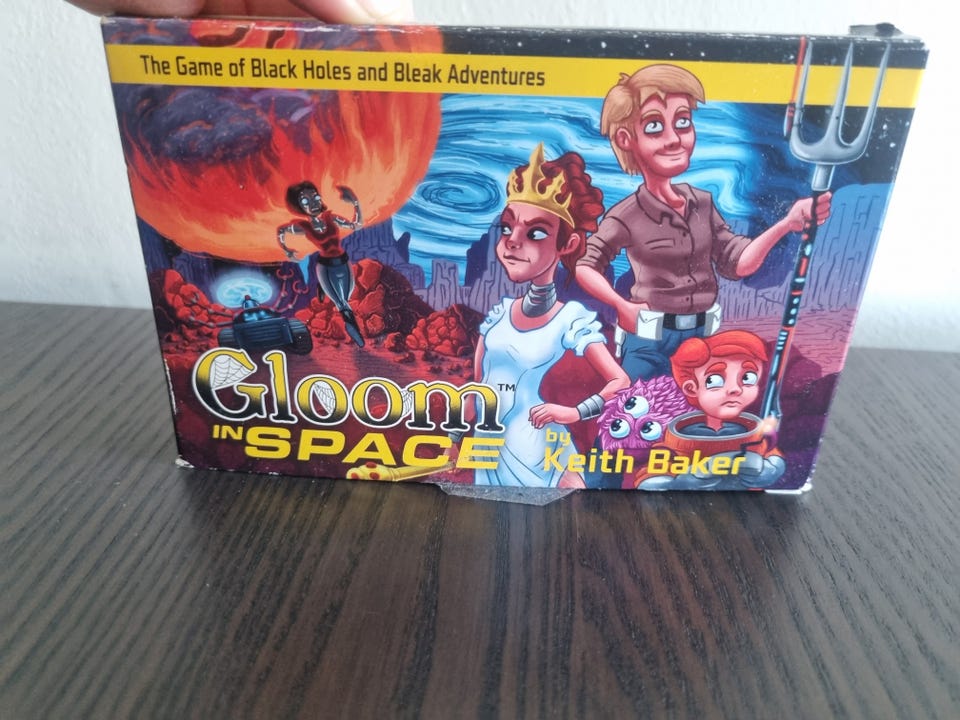 The Game of Black Holes and Bleak Adventures
Gloom™
IN SPACE
by
Keith Baker